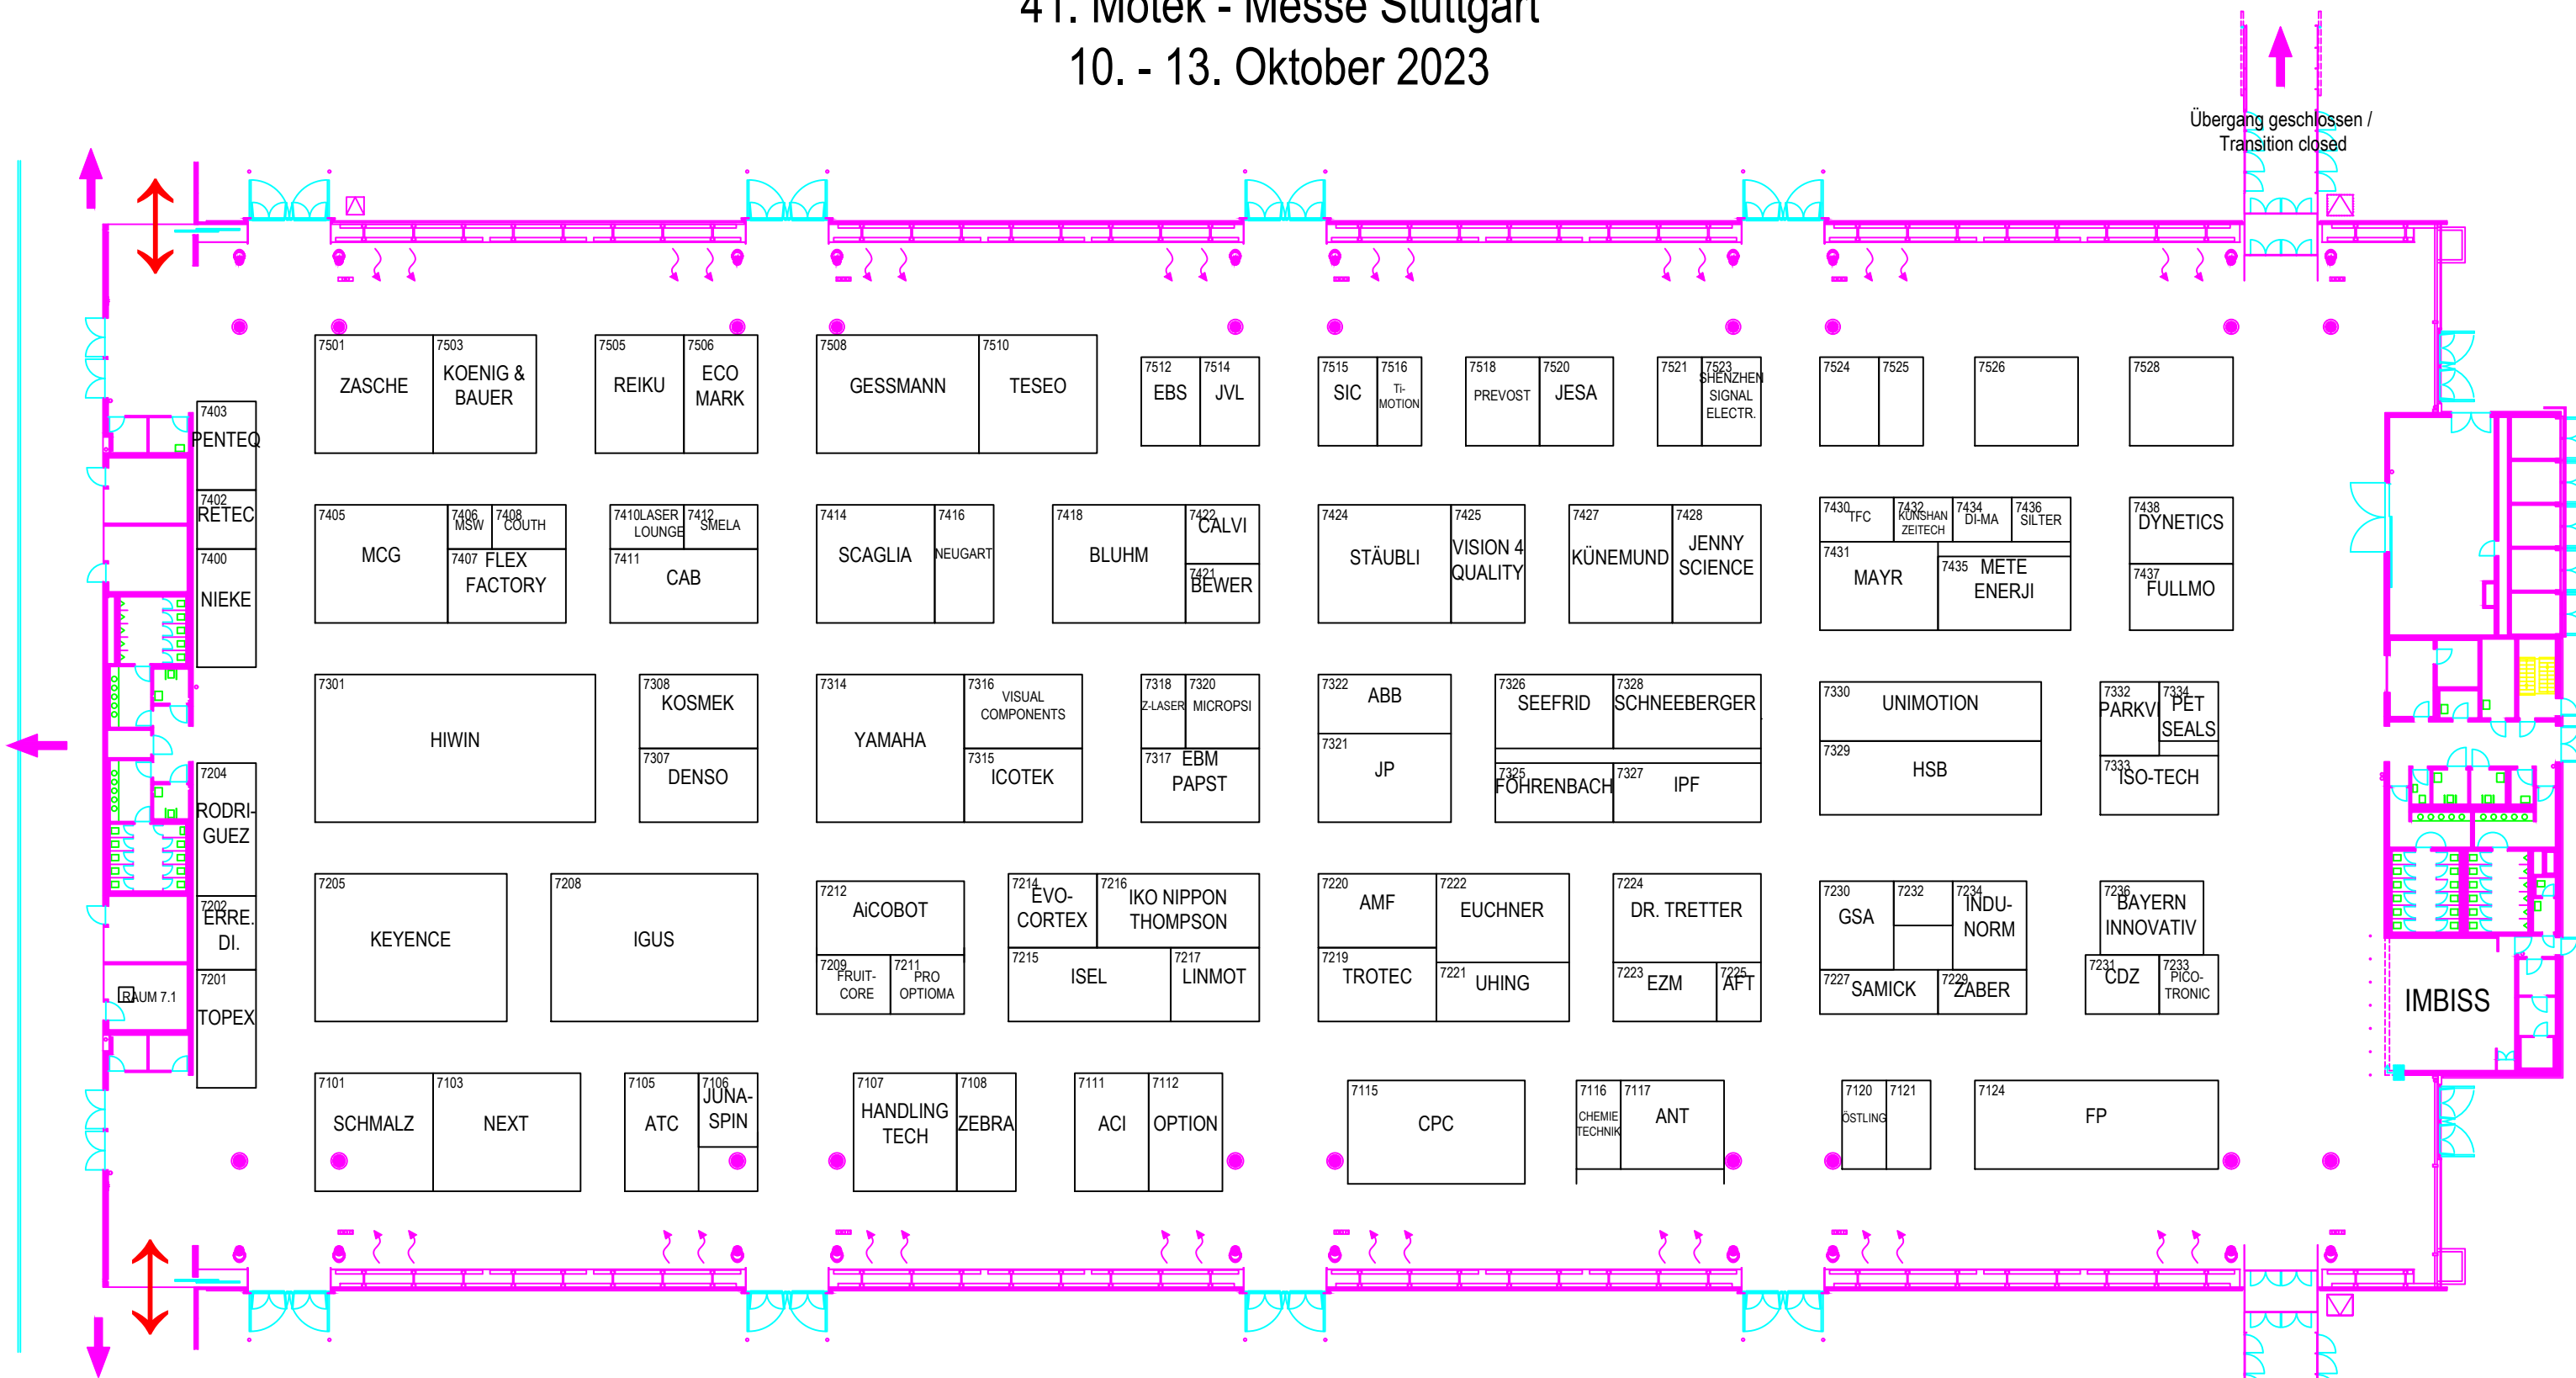 41. Motek - Messe Stuttgart
10. - 13. Oktober 2023
Übergang geschlossen /
Transition closed
7501
ZASCHE
7503
KOENIG &
BAUER
7505
REIKU
7506
ECO
MARK
7508
GESSMANN
7510
TESEO
7512
EBS
7514
JVL
7515
SIC
7516
Ti-
MOTION
7518
PREVOST
7520
JESA
7521
7523
SHENZHEN
SIGNAL
ELECTR.
7524
7525
7526
7528
7403
PENTEQ
7402
RETEC
7400
NIEKE
7405
MCG
7406
MSW
7408
COUTH
7407
FLEX
FACTORY
7410
LASER
LOUNGE
7412
SMELA
7411
CAB
7414
SCAGLIA
7416
NEUGART
7418
BLUHM
7422
CALVI
7421
BEWER
7424
STÄUBLI
7425
VISION 4
QUALITY
7427
KÜNEMUND
7428
JENNY
SCIENCE
7430
TFC
7432
KUNSHAN
ZEITECH
7434
DI-MA
7436
SILTER
7431
MAYR
7435
METE
ENERJI
7438
DYNETICS
7437
FULLMO
7301
HIWIN
7308
KOSMEK
7307
DENSO
7314
YAMAHA
7316
VISUAL
COMPONENTS
7315
ICOTEK
7318
Z-LASER
7320
MICROPSI
7317
EBM
PAPST
7322
ABB
7321
JP
7326
SEEFRID
7328
SCHNEEBERGER
7325
FÖHRENBACH
7327
IPF
7330
UNIMOTION
7329
HSB
7332
PARKVI
7334
PET
SEALS
7333
ISO-TECH
7204
RODRI-
GUEZ
7202
ERRE.
DI.
7201
TOPEX
RAUM 7.1
7205
KEYENCE
7208
IGUS
7212
AiCOBOT
7209
FRUIT-
CORE
7211
PRO
OPTIOMA
7214
EVO-
CORTEX
7216
IKO NIPPON
THOMPSON
7215
ISEL
7217
LINMOT
7220
AMF
7222
EUCHNER
7219
TROTEC
7221
UHING
7224
DR. TRETTER
7223
EZM
7225
AFT
7230
GSA
7232
7234
INDU-
NORM
7227
SAMICK
7229
ZABER
7236
BAYERN
INNOVATIV
7231
CDZ
7233
PICO-
TRONIC
IMBISS
7101
SCHMALZ
7103
NEXT
7105
ATC
7106
JUNA-
SPIN
7107
HANDLING
TECH
7108
ZEBRA
7111
ACI
7112
OPTION
7115
CPC
7116
CHEMIE
TECHNIK
7117
ANT
7120
ÖSTLING
7121
7124
FP